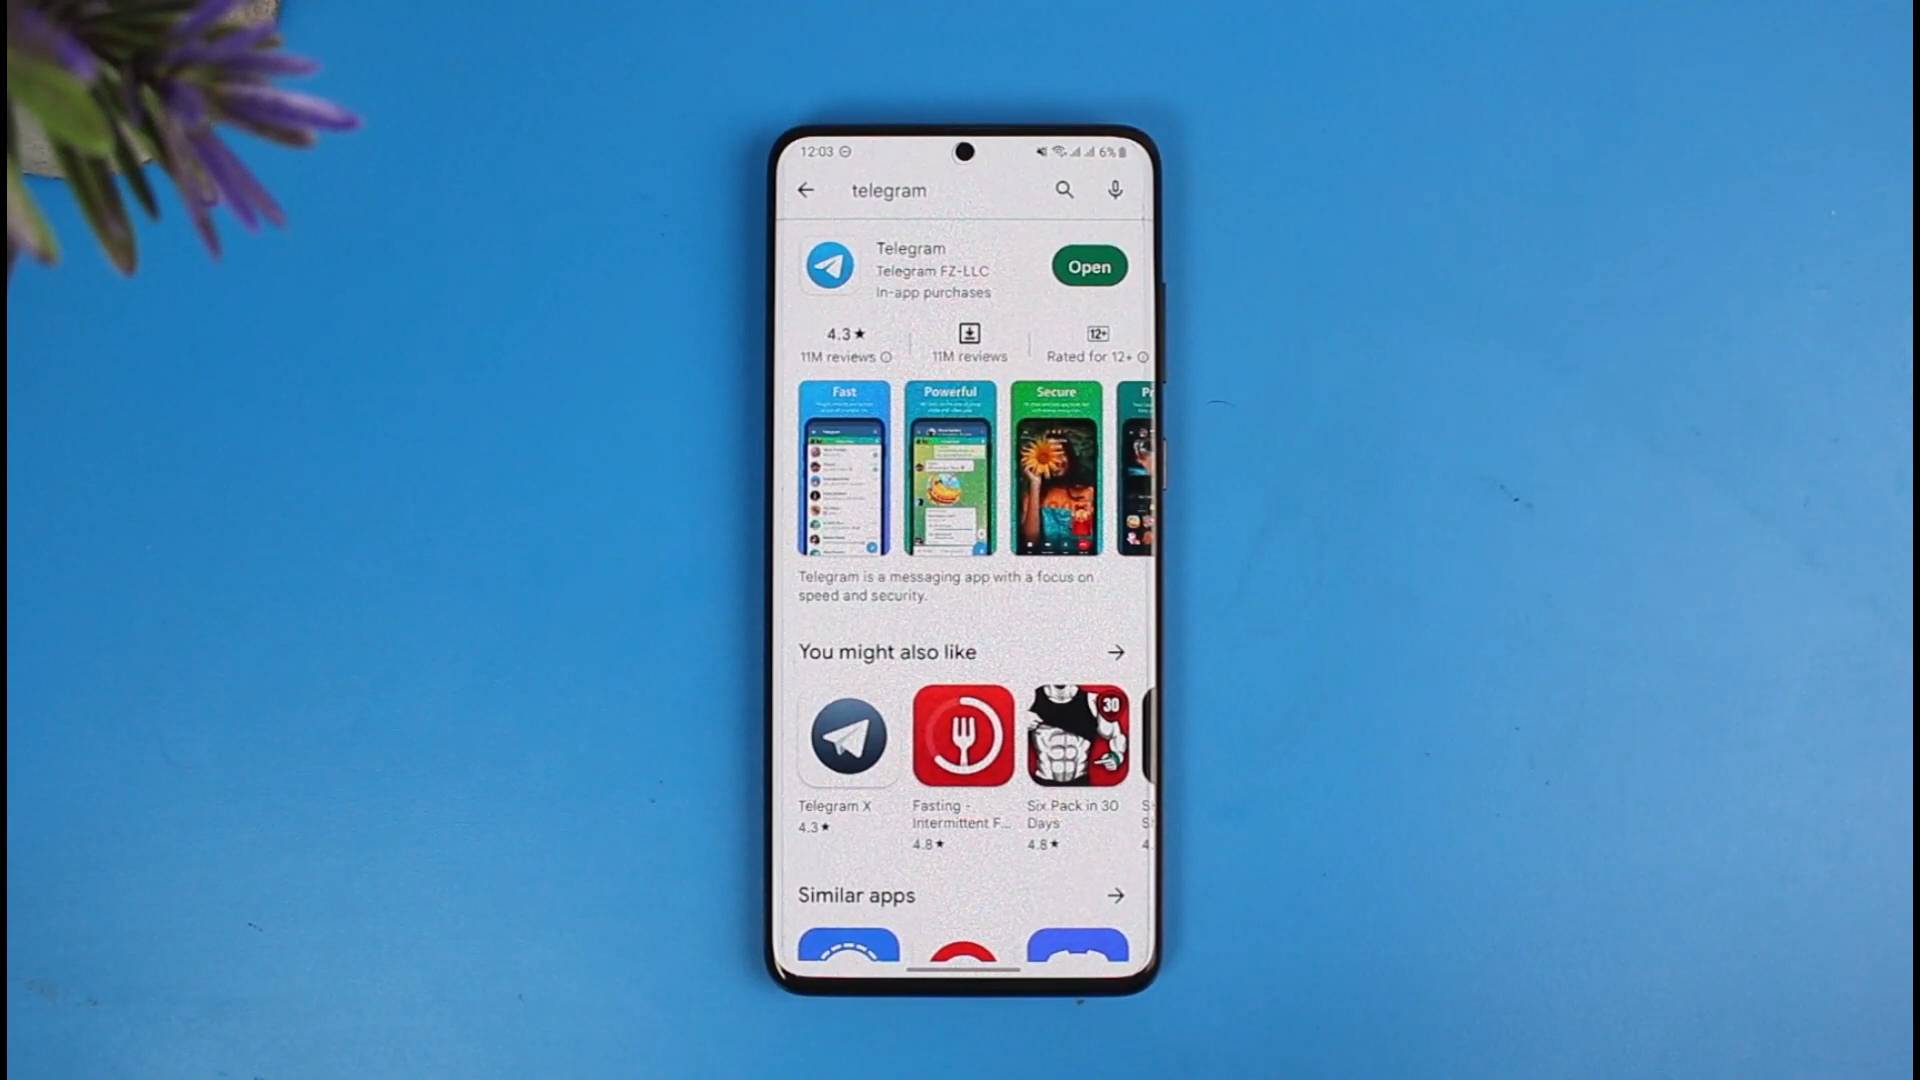 12:03 6%
telegram
Telegram
Telegram FZ-LLC
In-app purchases
Open
4.3★
11M reviews
11M reviews
12+
Rated for 12+
Fast
Powerful
Secure
Telegram is a messaging app with a focus on
speed and security.
You might also like
30
Telegram X
4.3★
Fasting -
Intermittent F...
4.8★
Six Pack in 30
Days
4.8★
Similar apps